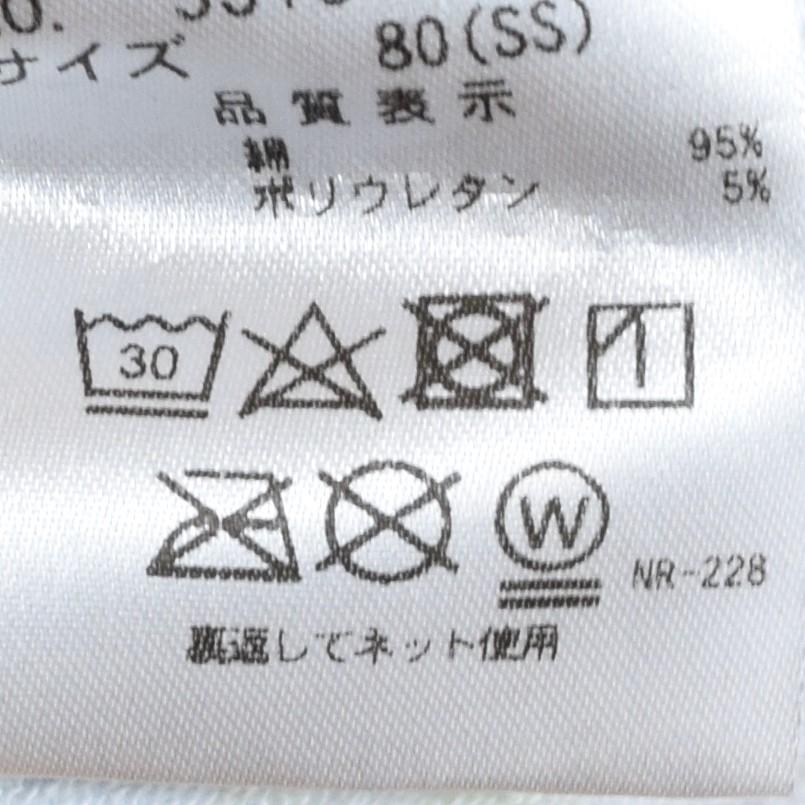 サイズ 80(SS)
品質表示
綿 95%
ポリウレタン 5%
30
W NR-228
裏返してネット使用